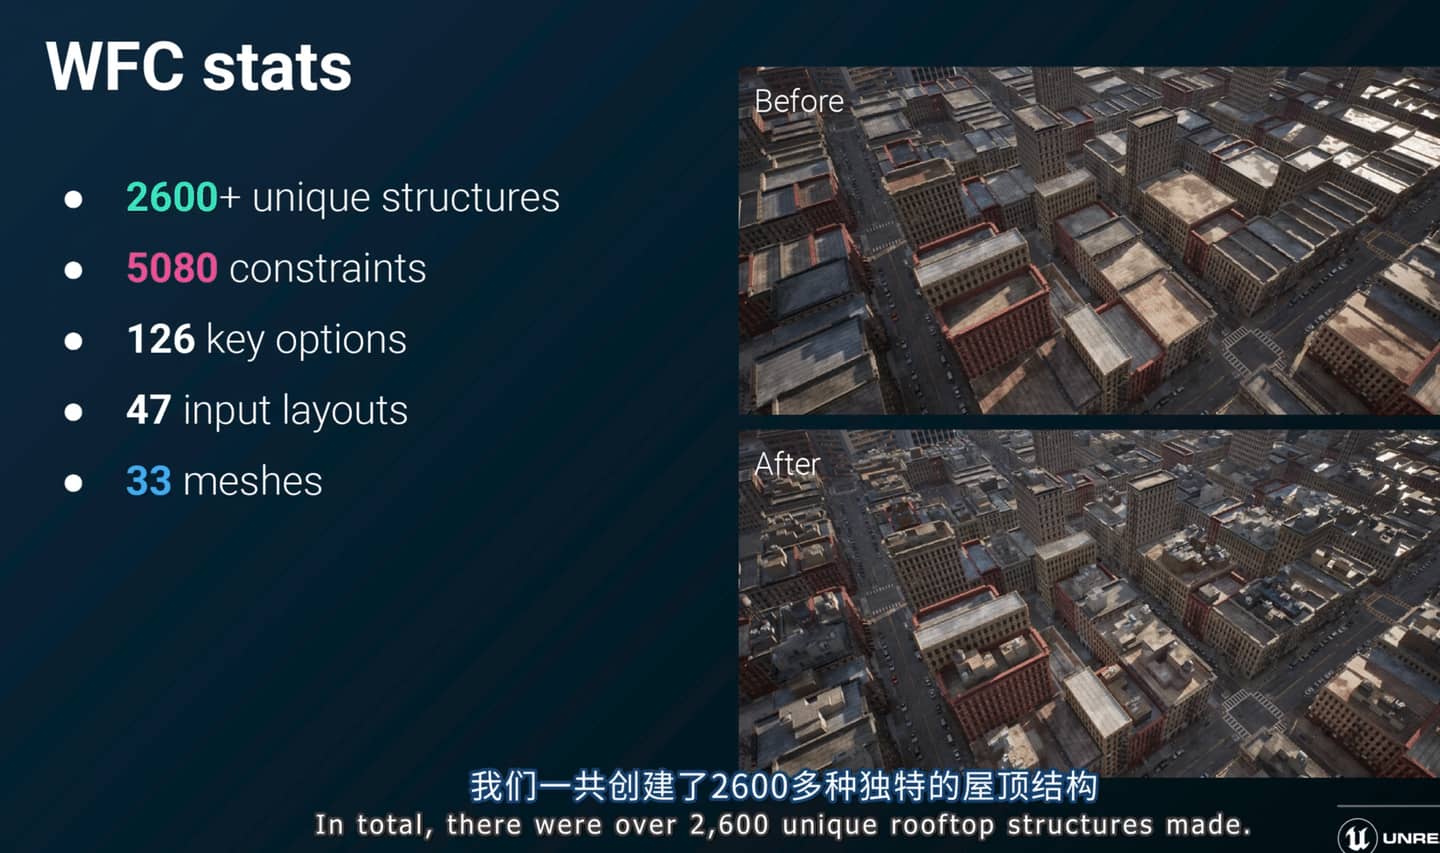 WFC stats
2600+ unique structures
5080 constraints
126 key options
47 input layouts
33 meshes
Before
After
我们一共创建了2600多种独特的屋顶结构
In total, there were over 2,600 unique rooftop structures made.
UNRE